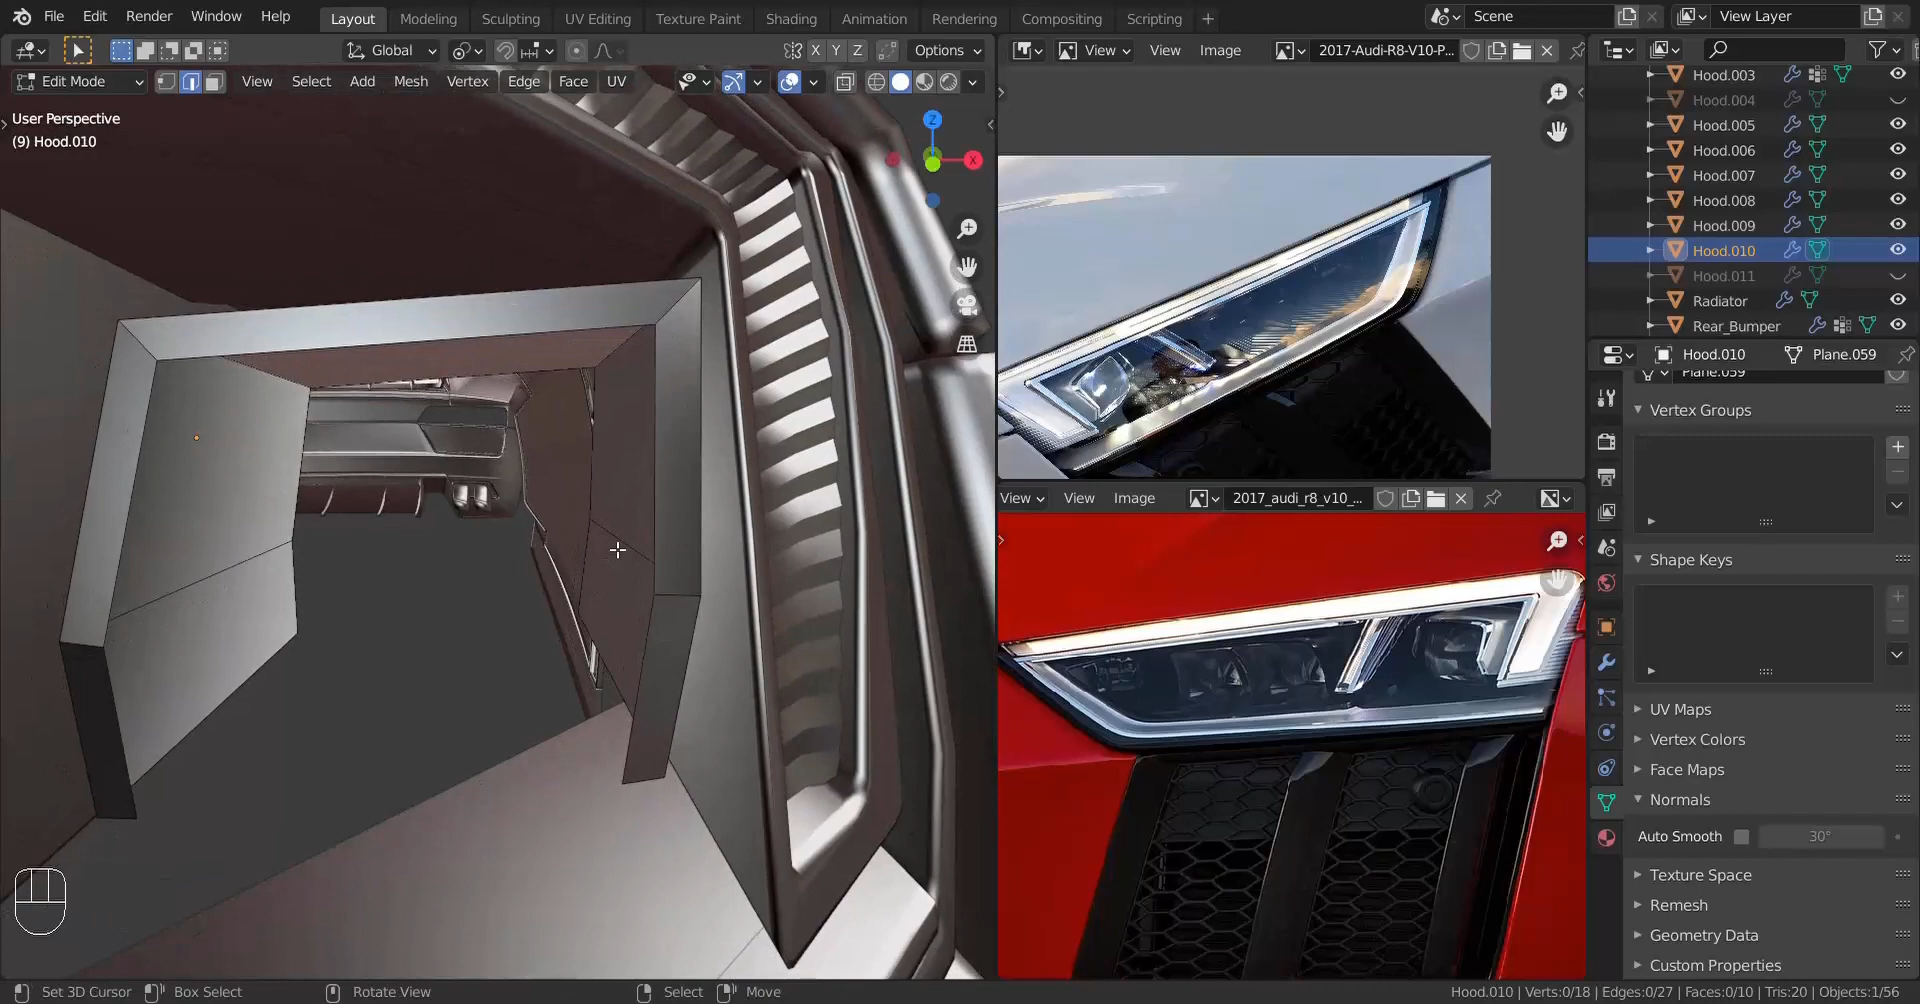 File Edit Render Window Help
Layout Modeling Sculpting UV Editing Texture Paint Shading Animation Rendering Compositing Scripting +
Scene
View Layer
Global
X Y Z
Options
View View Image
2017-Audi-R8-V10-P...
Edit Mode
View Select Add Mesh Vertex Edge Face UV
User Perspective
(9) Hood.010
Z
X
Hood.003
Hood.004
Hood.005
Hood.006
Hood.007
Hood.008
Hood.009
Hood.010
Hood.011
Radiator
Rear_Bumper
Hood.010 Plane.059
Plane.059
Vertex Groups
View View Image
2017_audi_r8_v10_...
Shape Keys
UV Maps
Vertex Colors
Face Maps
Normals
Auto Smooth 30°
Texture Space
Remesh
Geometry Data
Custom Properties
Set 3D Cursor Box Select Rotate View Select Move
Hood.010 | Verts:0/18 | Edges:0/27 | Faces:0/10 | Tris:20 | Objects:1/56